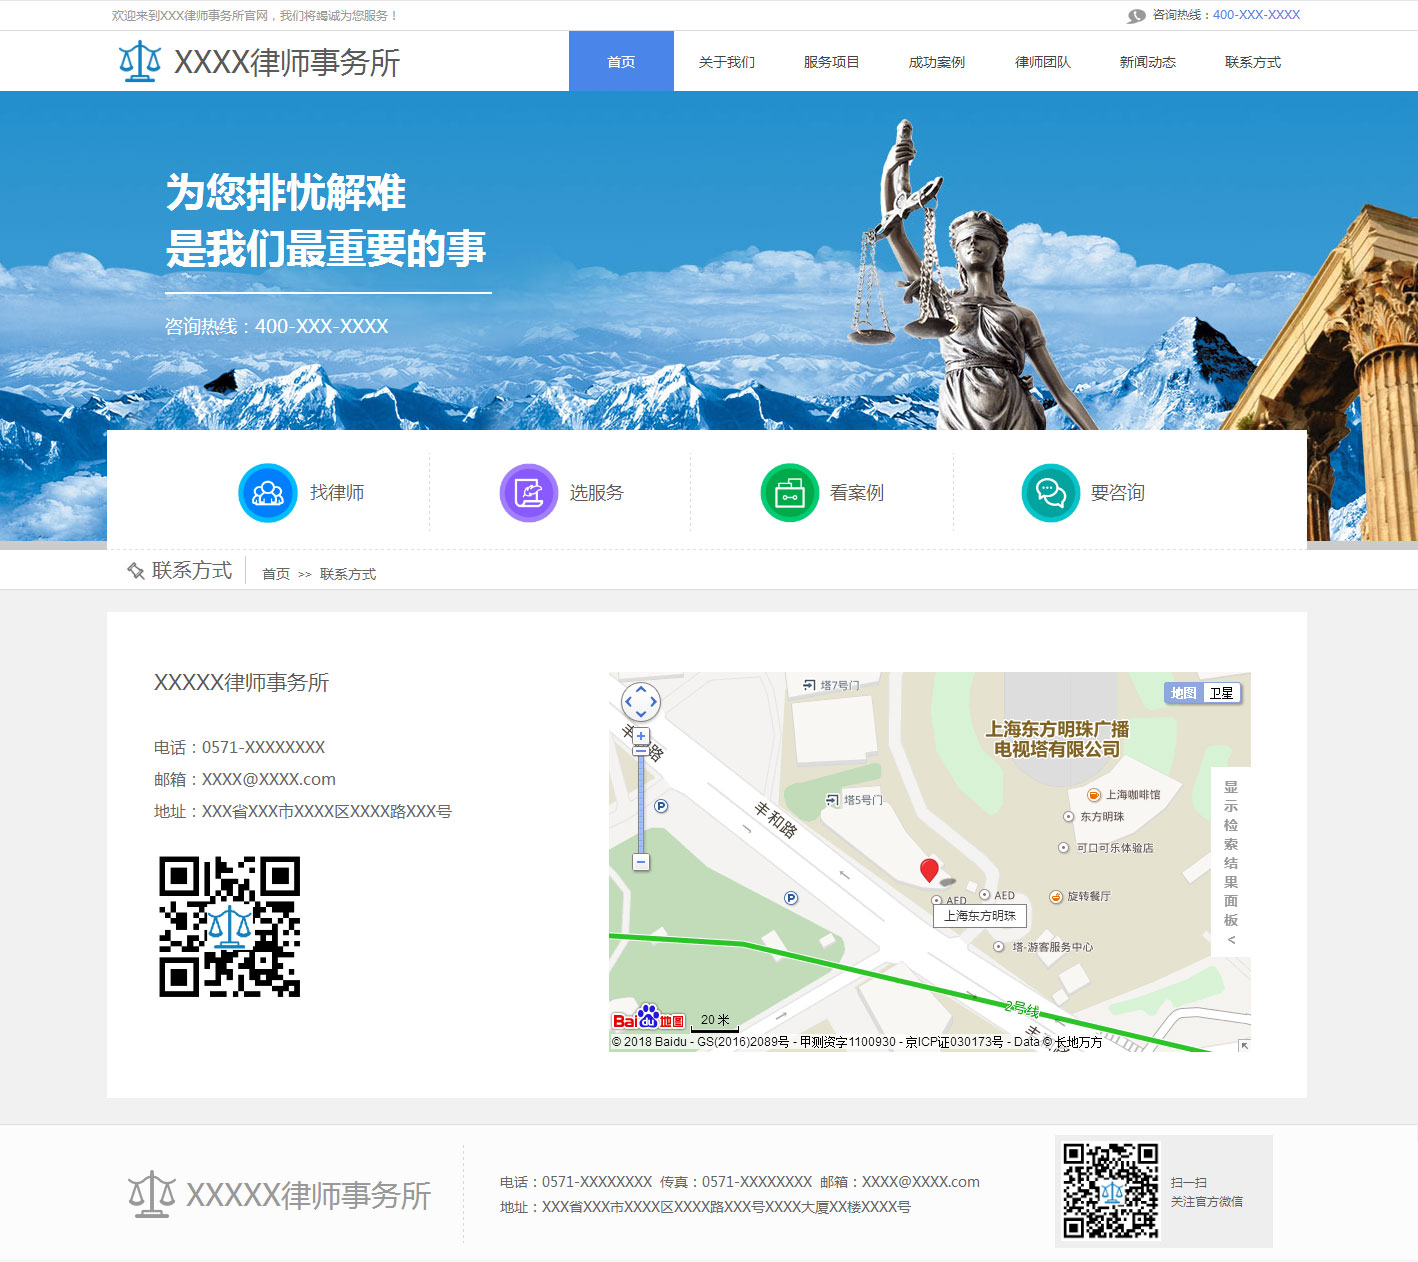 欢迎来到XXX律师事务所官网，我们将竭诚为您服务！
咨询热线：400-XXX-XXXX
XXXX律师事务所
首页
关于我们
服务项目
成功案例
律师团队
新闻动态
联系方式
为您排忧解难
是我们最重要的事
咨询热线：400-XXX-XXXX
找律师
选服务
看案例
要咨询
联系方式
首页 >> 联系方式
XXXXX律师事务所
电话：0571-XXXXXXXX
邮箱：XXXX@XXXX.com
地址：XXX省XXX市XXXX区XXXX路XXX号
塔7号门
地图 卫星
上海东方明珠广播
电视塔有限公司
丰和路
塔5号门
上海咖啡馆
东方明珠
可口可乐体验店
丰和路
P
P
AED
AED
旋转餐厅
上海东方明珠
塔-游客服务中心
显示检索结果面板
<
2号线
丰和路
Bai du 地图
20 米
© 2018 Baidu - GS(2016)2089号 - 甲测资字1100930 - 京ICP证030173号 - Data © 长地万方
XXXXX律师事务所
电话：0571-XXXXXXXX 传真：0571-XXXXXXXX 邮箱：XXXX@XXXX.com
地址：XXX省XXX市XXXX区XXXX路XXX号XXXX大厦XX楼XXXX号
扫一扫
关注官方微信